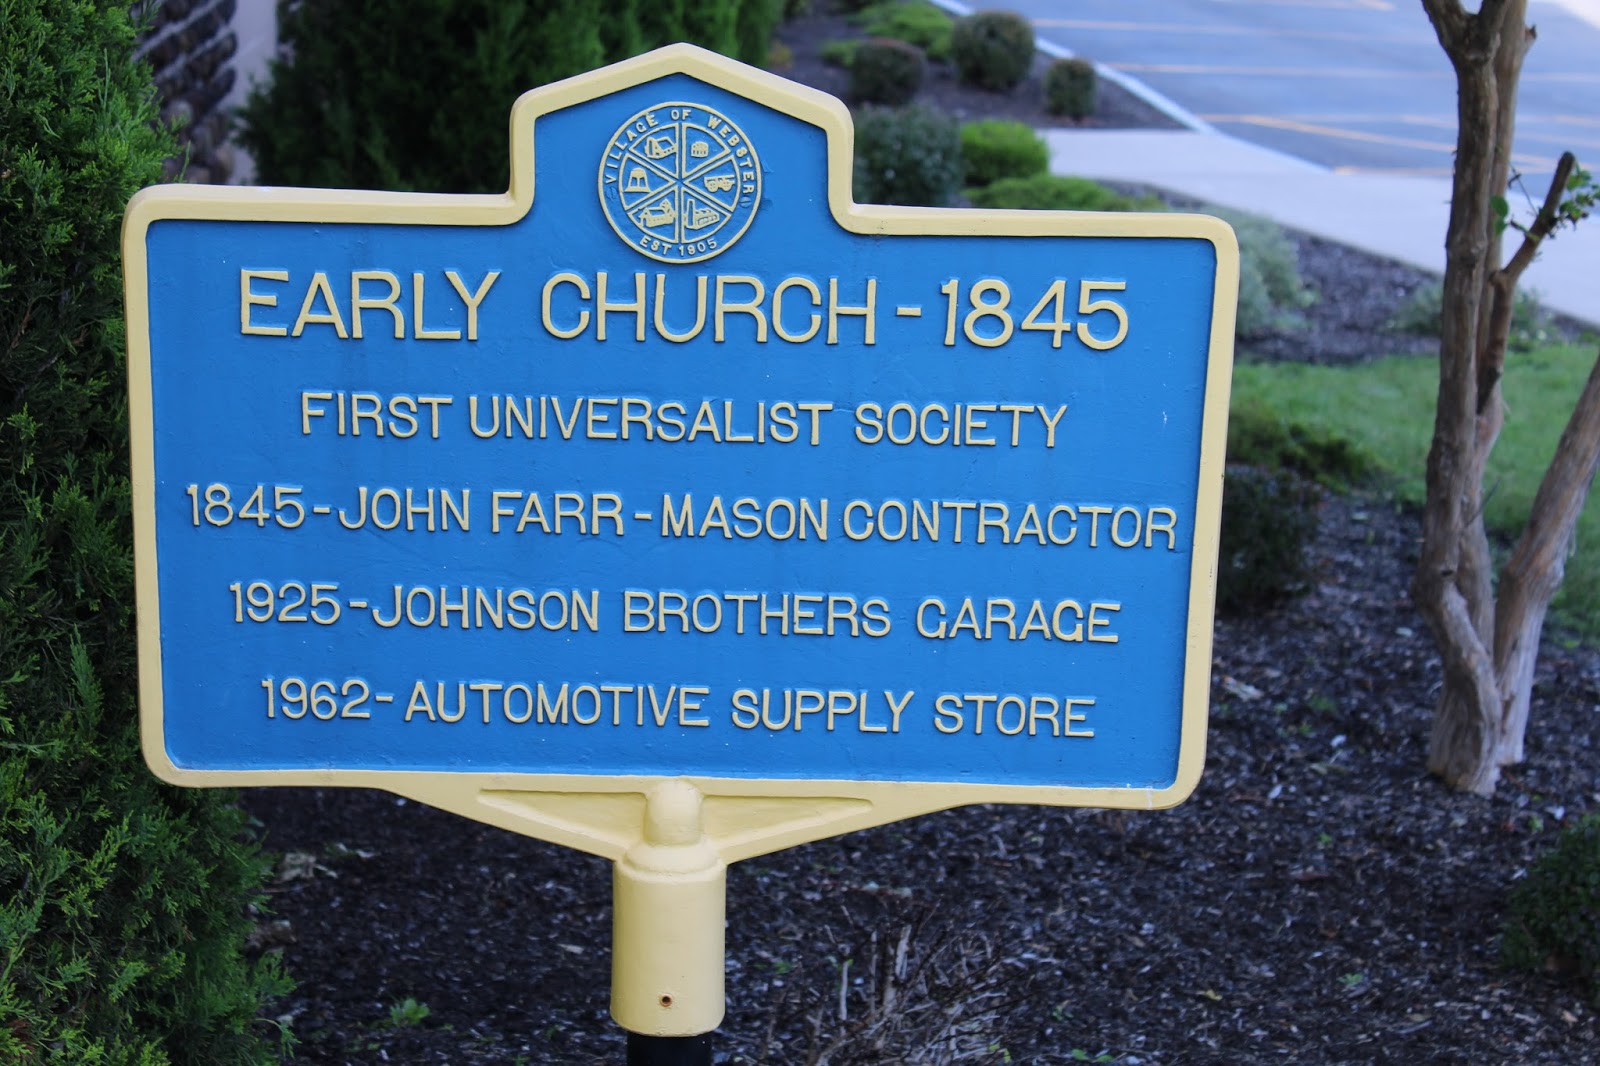 VILLAGE OF WEBSTER
EST 1905
EARLY CHURCH - 1845
FIRST UNIVERSALIST SOCIETY
1845 - JOHN FARR - MASON CONTRACTOR
1925 - JOHNSON BROTHERS GARAGE
1962 - AUTOMOTIVE SUPPLY STORE